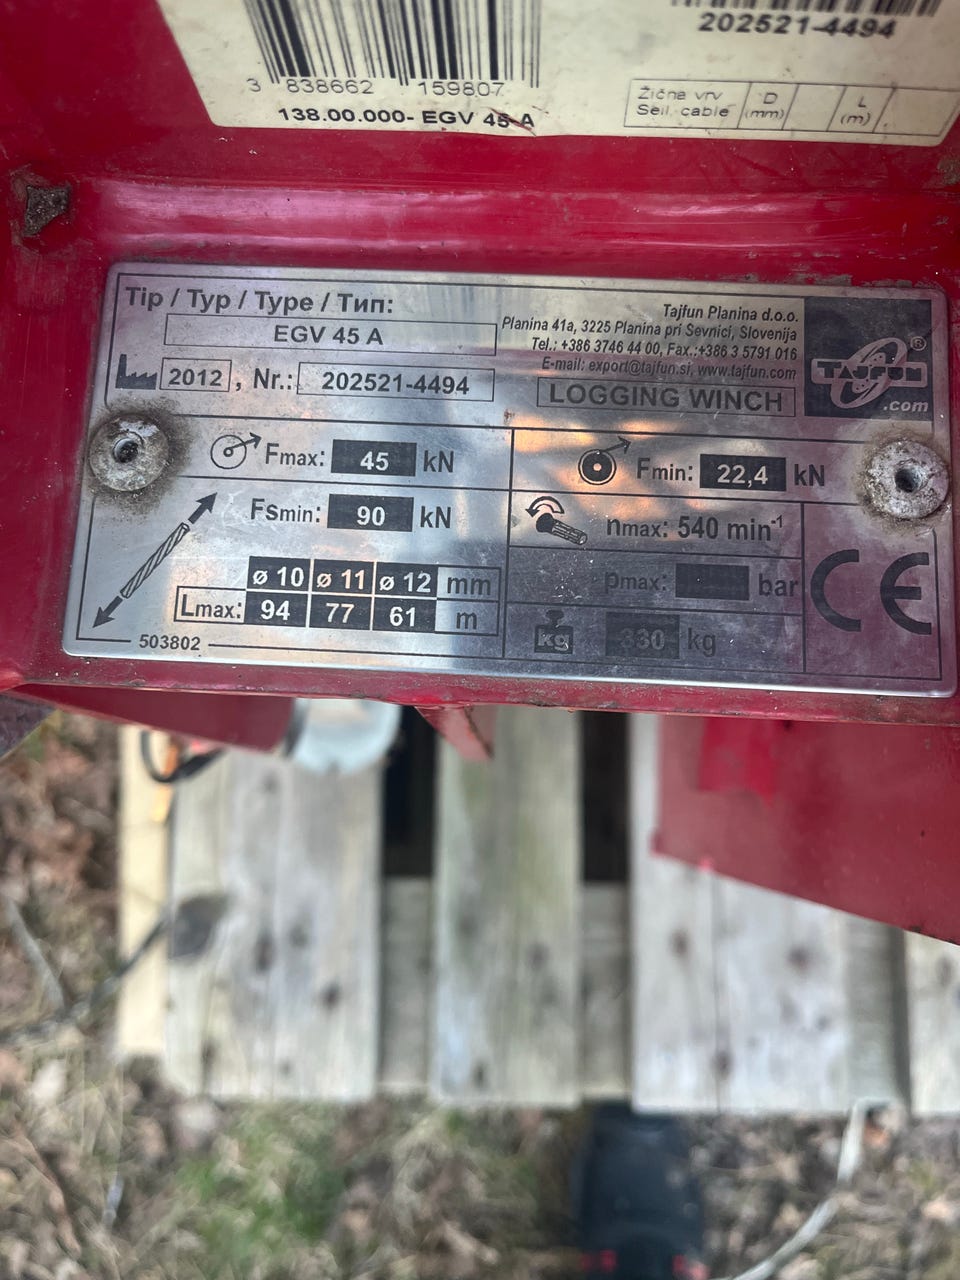 202521-4494
3 838662 159807
138.00.000- EGV 45 A
Žična vrv
Seil. cable
D
(mm)
L
(m)
Tip / Typ / Type / Тип:
EGV 45 A
2012 , Nr.: 202521-4494
Tajfun Planina d.o.o.
Planina 41a, 3225 Planina pri Sevnici, Slovenija
Tel.: +386 3746 44 00, Fax.:+386 3 5791 016
E-mail: export@tajfun.si, www.tajfun.com
LOGGING WINCH
TAJFUN®
.com
Fmax: 45 kN
Fmin: 22,4 kN
Fsmin: 90 kN
nmax: 540 min-1
ø 10 ø 11 ø 12 mm
Lmax: 94 77 61 m
pmax: bar
kg kg
CE
503802